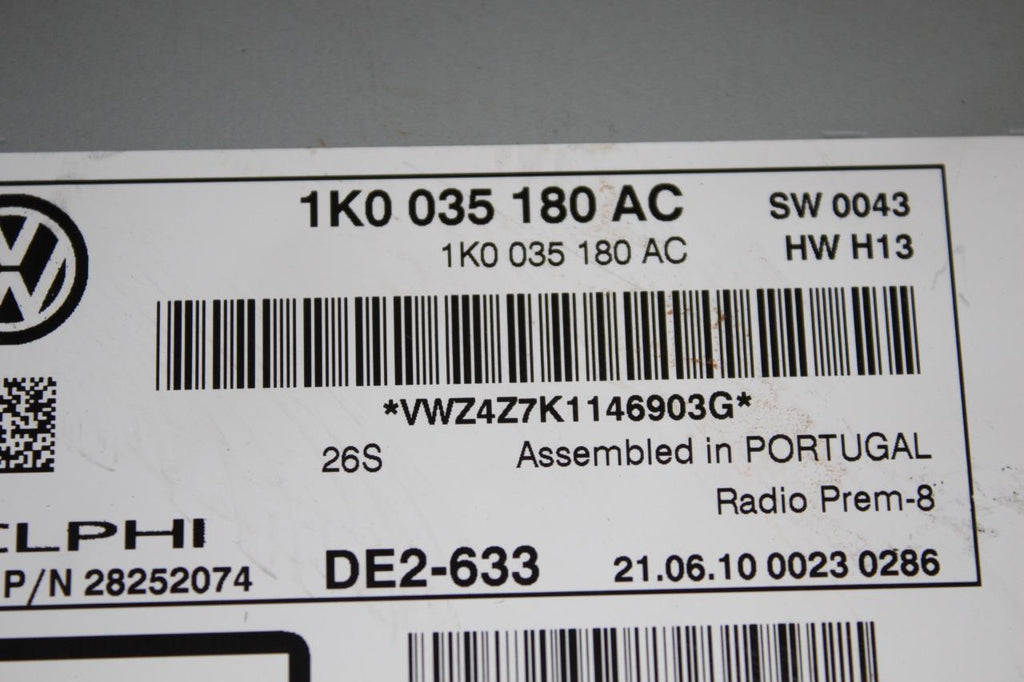 1K0 035 180 AC SW 0043
1K0 035 180 AC HW H13
*VWZ4Z7K1146903G*
26S Assembled in PORTUGAL
Radio Prem-8
ELPHI
P/N 28252074 DE2-633 21.06.10 0023 0286